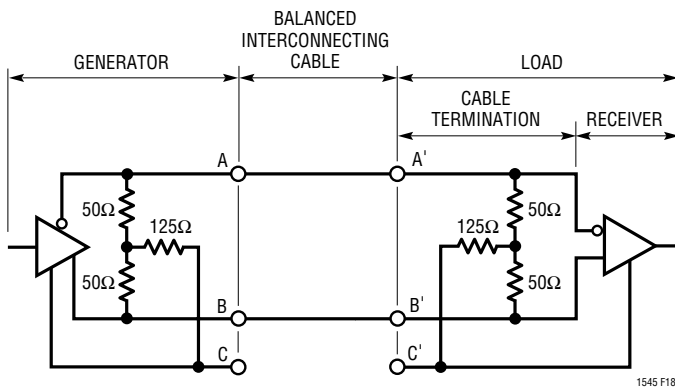 BALANCED
INTERCONNECTING
CABLE
GENERATOR
LOAD
CABLE
TERMINATION
RECEIVER
A
A'
50Ω
125Ω
50Ω
125Ω
50Ω
50Ω
B
B'
C
C'
1545 F18